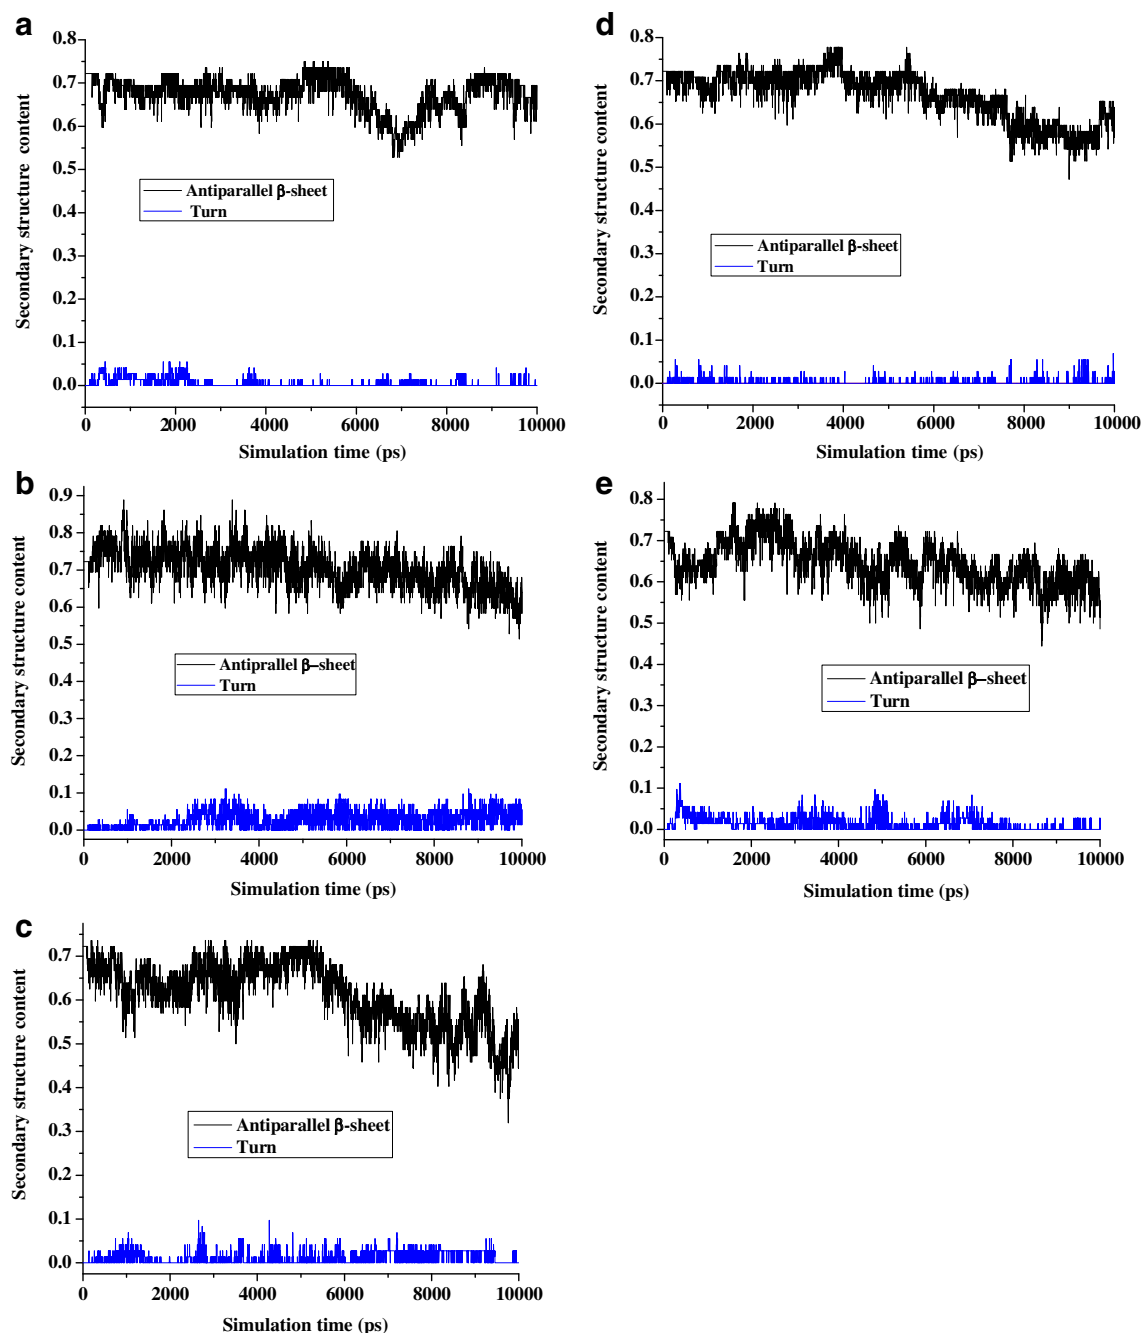 a
0.8
0.7
0.6
0.5
0.4
0.3
0.2
0.1
0.0
Secondary structure content
Antiparallel β-sheet
Turn
0 2000 4000 6000 8000 10000
Simulation time (ps)
d
0.8
0.7
0.6
0.5
0.4
0.3
0.2
0.1
0.0
Secondary structure content
Antiparallel β-sheet
Turn
0 2000 4000 6000 8000 10000
Simulation time (ps)
b
0.9
0.8
0.7
0.6
0.5
0.4
0.3
0.2
0.1
0.0
Secondary structure content
Antiprallel β–sheet
Turn
0 2000 4000 6000 8000 10000
Simulation time (ps)
e
0.8
0.7
0.6
0.5
0.4
0.3
0.2
0.1
0.0
Secondary structure content
Antiparallel β–sheet
Turn
0 2000 4000 6000 8000 10000
Simulation time (ps)
c
0.7
0.6
0.5
0.4
0.3
0.2
0.1
0.0
Secondary structure content
Antiparallel β-sheet
Turn
0 2000 4000 6000 8000 10000
Simulation time (ps)